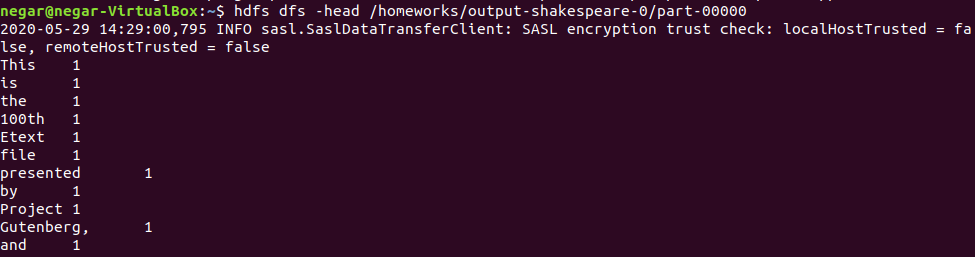 negar@negar-VirtualBox:~$ hdfs dfs -head /homeworks/output-shakespeare-0/part-00000
2020-05-29 14:29:00,795 INFO sasl.SaslDataTransferClient: SASL encryption trust check: localHostTrusted = fa
lse, remoteHostTrusted = false
This	1
is	1
the	1
100th	1
Etext	1
file	1
presented	1
by	1
Project	1
Gutenberg,	1
and	1